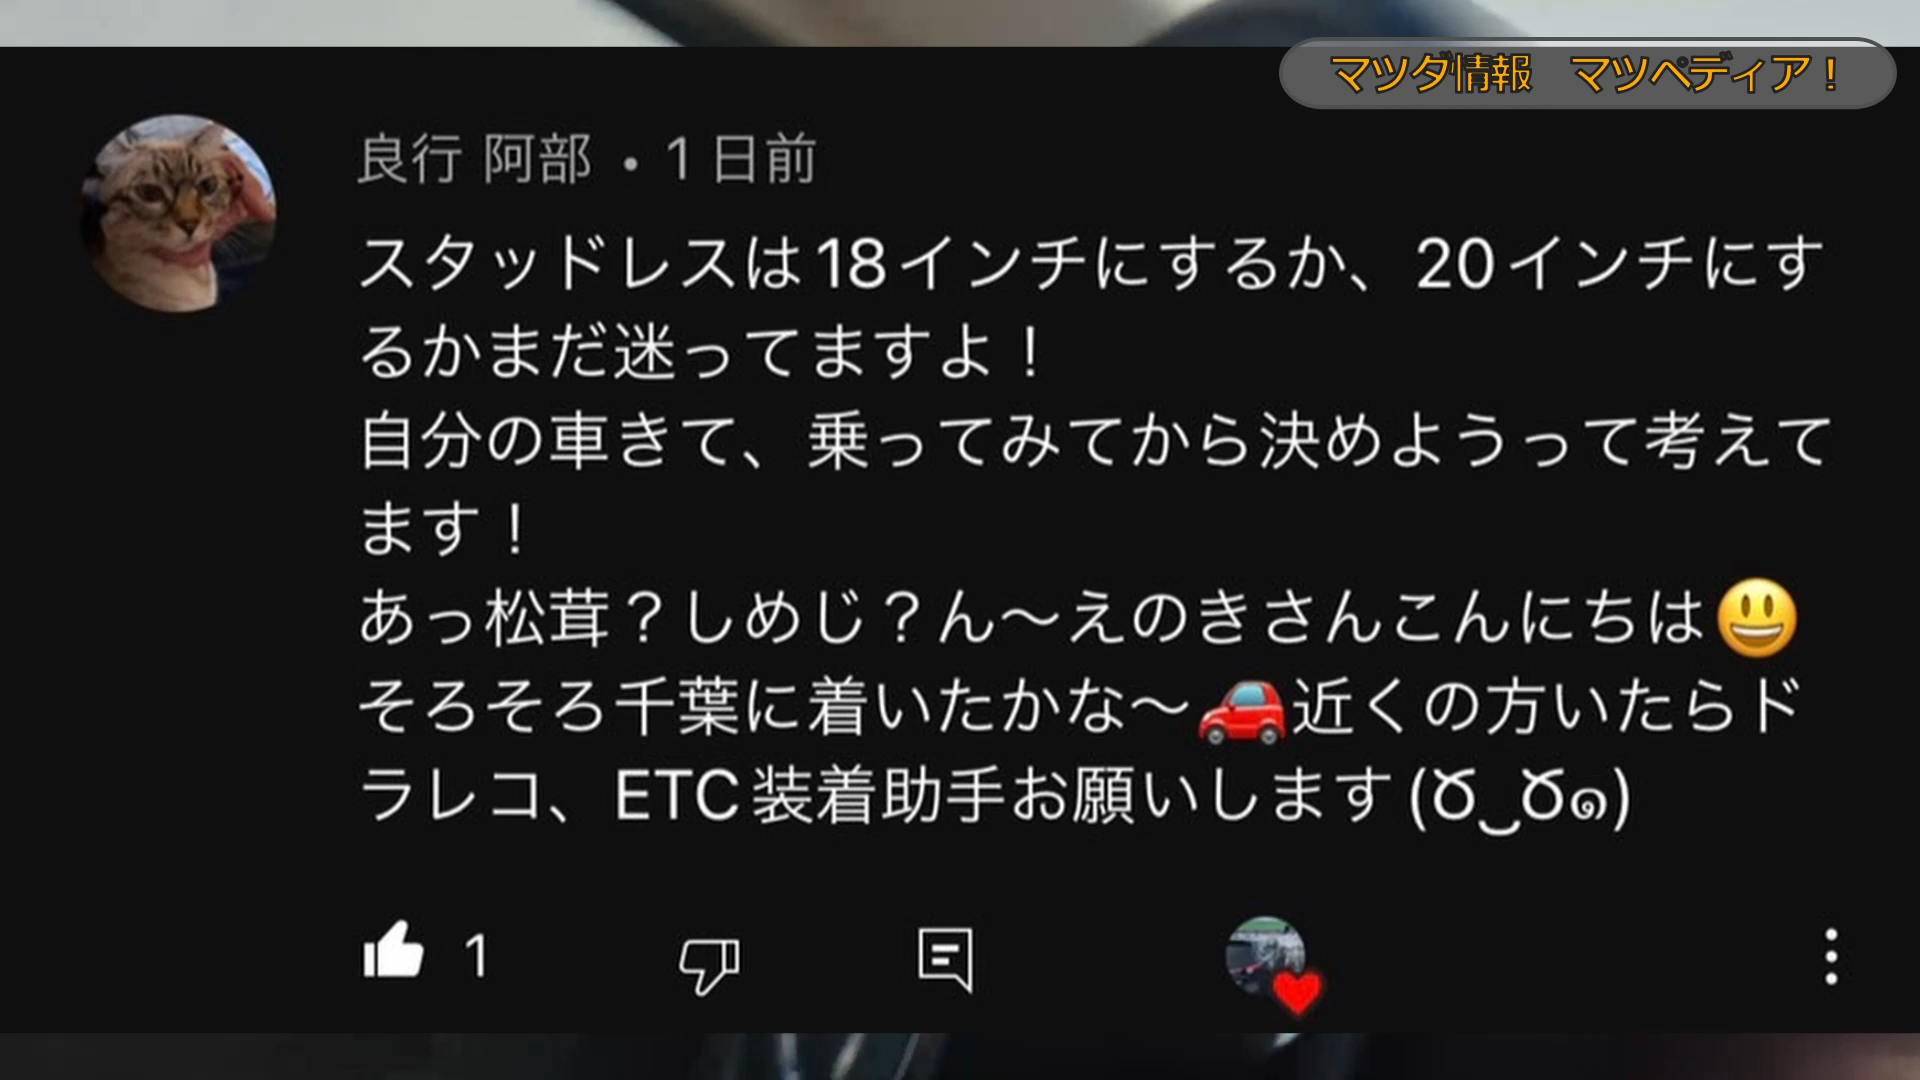 マツダ情報　マツペディア！
良行 阿部 • 1 日前
スタッドレスは18インチにするか、20インチにす
るかまだ迷ってますよ！
自分の車きて、乗ってみてから決めようって考えて
ます！
あっ松茸？しめじ？ん〜えのきさんこんにちは😃
そろそろ千葉に着いたかな〜🚗近くの方いたらド
ラレコ、ETC装着助手お願いします(ㆆ‿ㆆ๑)
1